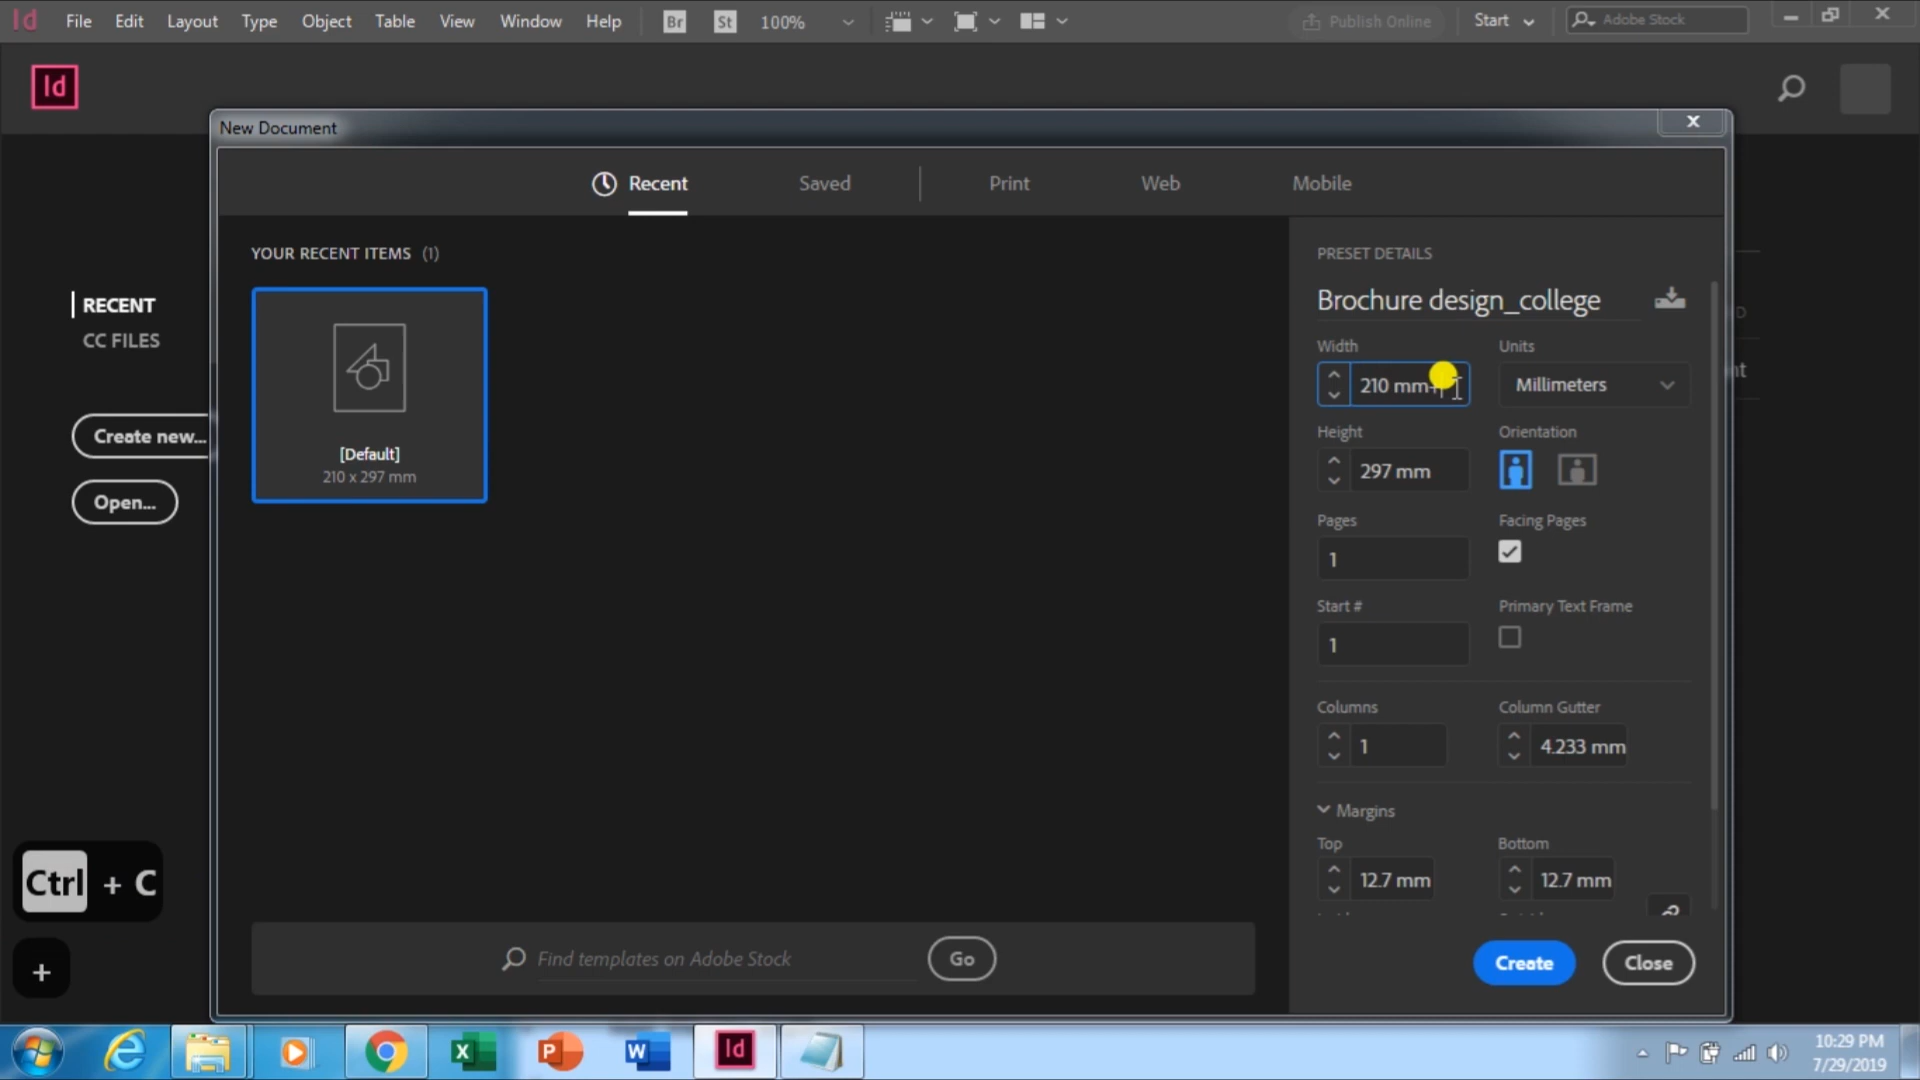 Id File Edit Layout Type Object Table View Window Help Br St 100% Publish Online Start Adobe Stock
Id
New Document
Recent Saved Print Web Mobile
YOUR RECENT ITEMS (1)
[Default]
210 x 297 mm
RECENT
CC FILES
Create new...
Open...
PRESET DETAILS
Brochure design_college
Width Units
210 mm+ Millimeters
Height Orientation
297 mm
Pages Facing Pages
1
Start # Primary Text Frame
1
Columns Column Gutter
1 4.233 mm
Margins
Top Bottom
12.7 mm 12.7 mm
Find templates on Adobe Stock Go
Create Close
Ctrl + C
+
Id
10:29 PM
7/29/2019